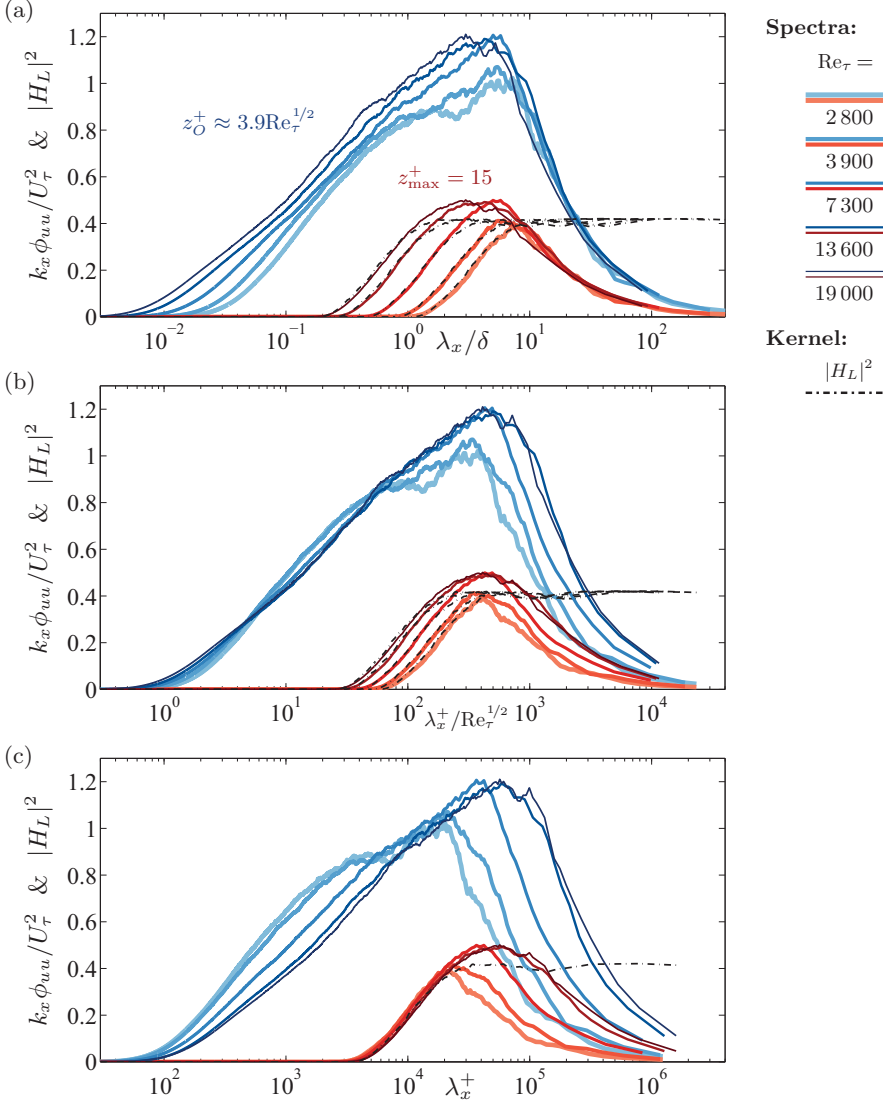 (a)
1.2
1
0.8
0.6
0.4
0.2
0
k_x φ_uu/U_τ^2 & |H_L|^2
z_O^+ ≈ 3.9Re_τ^{1/2}
z_max^+ = 15
10^{-2}
10^{-1}
10^0
10^1
10^2
λ_x/δ
Spectra:
Re_τ =
2 800
3 900
7 300
13 600
19 000
Kernel:
|H_L|^2
(b)
1.2
1
0.8
0.6
0.4
0.2
0
k_x φ_uu/U_τ^2 & |H_L|^2
10^0
10^1
10^2
10^3
10^4
λ_x^+/Re_τ^{1/2}
(c)
1.2
1
0.8
0.6
0.4
0.2
0
k_x φ_uu/U_τ^2 & |H_L|^2
10^2
10^3
10^4
10^5
10^6
λ_x^+